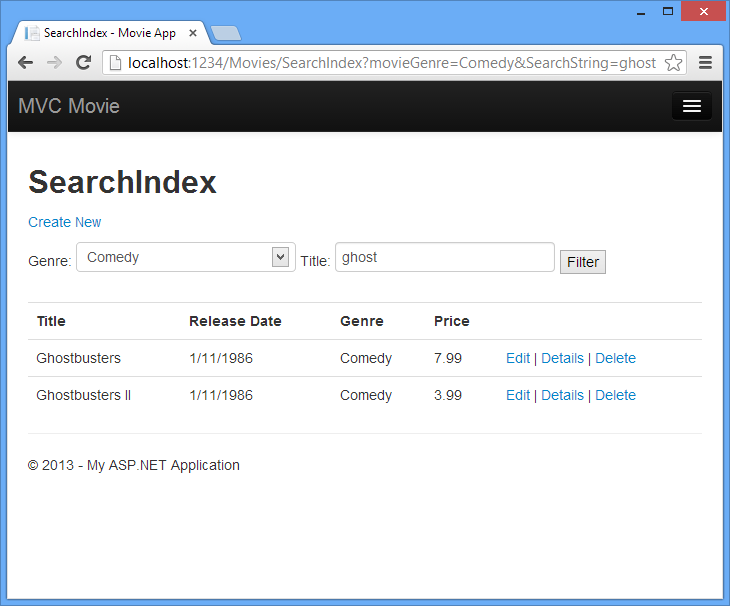 SearchIndex - Movie App
localhost:1234/Movies/SearchIndex?movieGenre=Comedy&SearchString=ghost
MVC Movie
SearchIndex
Create New
Genre: Comedy Title: ghost Filter
Title Release Date Genre Price
Ghostbusters 1/11/1986 Comedy 7.99 Edit | Details | Delete
Ghostbusters II 1/11/1986 Comedy 3.99 Edit | Details | Delete
© 2013 - My ASP.NET Application